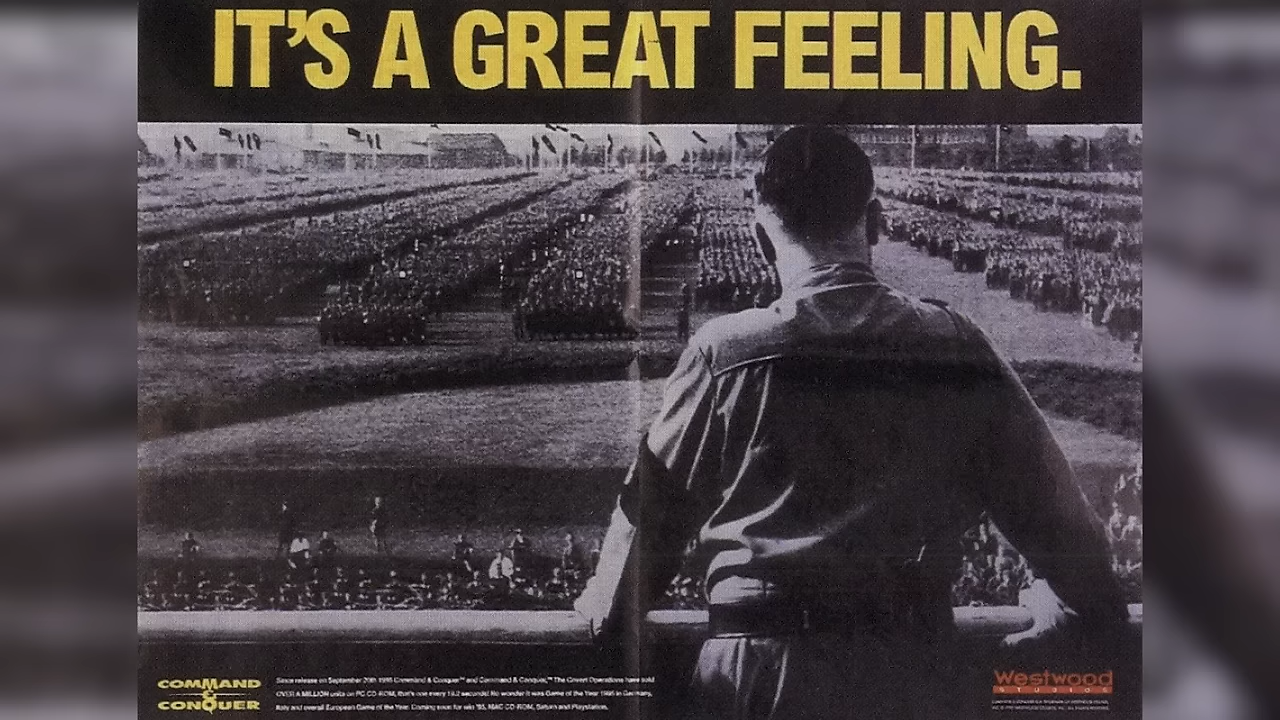 IT'S A GREAT FEELING.
COMMAND
&
CONQUER
Since release on September 20th 1995 Command & Conquer™ and Command & Conquer,™ The Covert Operations have sold
OVER A MILLION units on PC CD-ROM, that's one every 19.2 seconds! No wonder it was Game of the Year 1995 in Germany,
Italy and overall European Game of the Year. Coming soon for win '95, MAC CD-ROM, Saturn and Playstation.
Westwood
STUDIOS